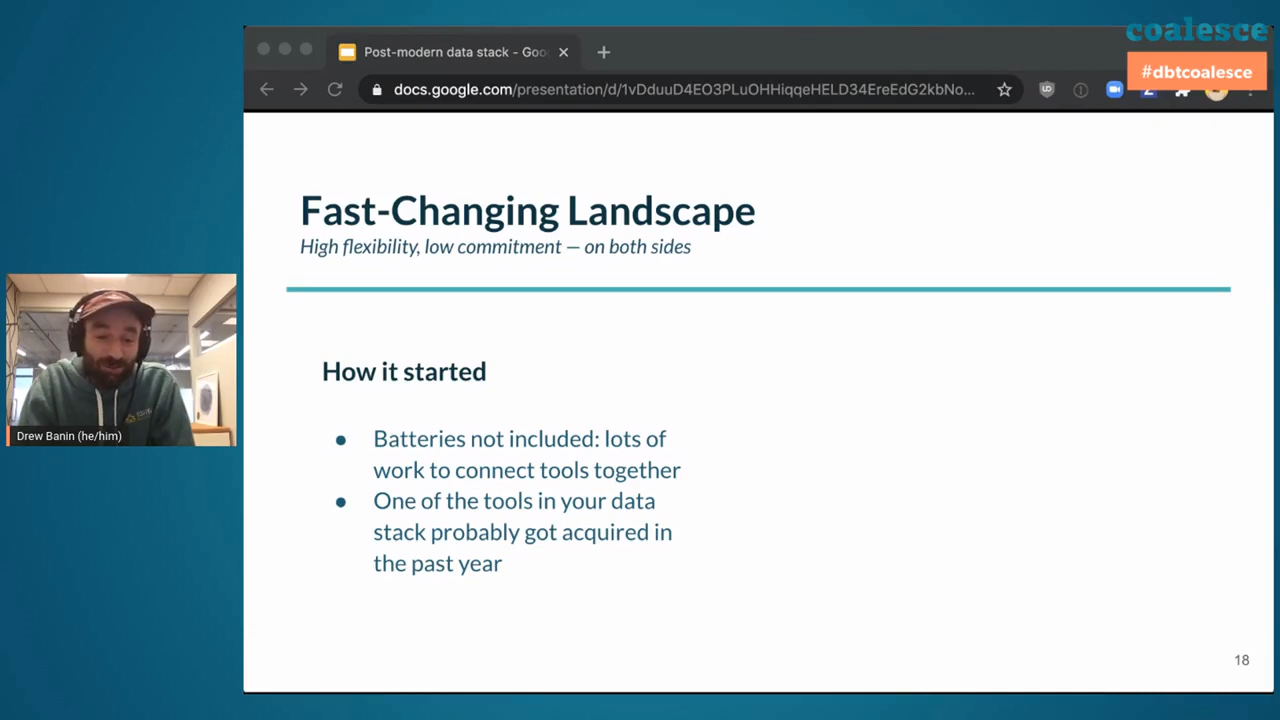 coalesce
#dbtcoalesce
Post-modern data stack - Goo
docs.google.com/presentation/d/1vDduuD4EO3PLuOHHiqqeHELD34EreEdG2kbNo...
Fast-Changing Landscape
High flexibility, low commitment — on both sides
How it started
● Batteries not included: lots of
work to connect tools together
● One of the tools in your data
stack probably got acquired in
the past year
18
Drew Banin (he/him)